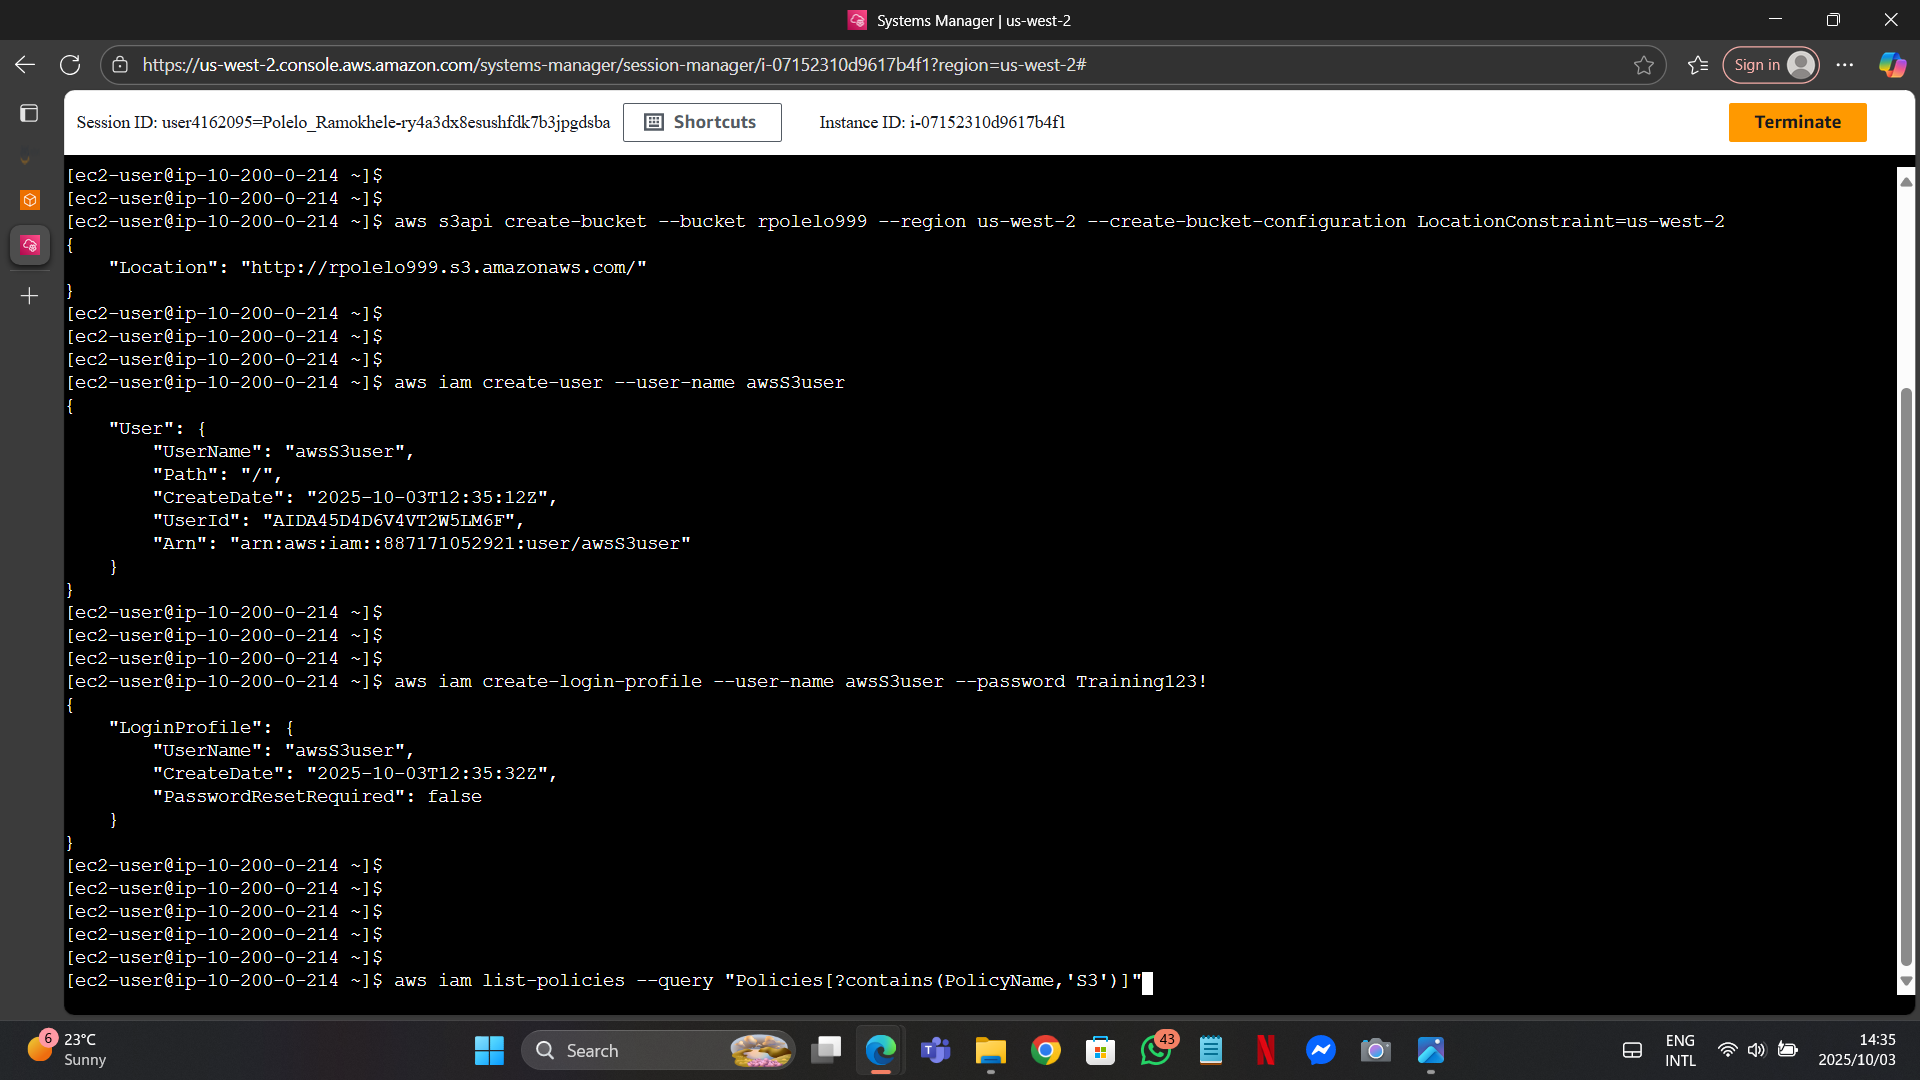 Systems Manager | us-west-2
https://us-west-2.console.aws.amazon.com/systems-manager/session-manager/i-07152310d9617b4f1?region=us-west-2#
Sign in
Session ID: user4162095=Polelo_Ramokhele-ry4a3dx8esushfdk7b3jpgdsba
Shortcuts
Instance ID: i-07152310d9617b4f1
Terminate
[ec2-user@ip-10-200-0-214 ~]$
[ec2-user@ip-10-200-0-214 ~]$
[ec2-user@ip-10-200-0-214 ~]$ aws s3api create-bucket --bucket rpolelo999 --region us-west-2 --create-bucket-configuration LocationConstraint=us-west-2
{
    "Location": "http://rpolelo999.s3.amazonaws.com/"
}
[ec2-user@ip-10-200-0-214 ~]$
[ec2-user@ip-10-200-0-214 ~]$
[ec2-user@ip-10-200-0-214 ~]$
[ec2-user@ip-10-200-0-214 ~]$ aws iam create-user --user-name awsS3user
{
    "User": {
        "UserName": "awsS3user",
        "Path": "/",
        "CreateDate": "2025-10-03T12:35:12Z",
        "UserId": "AIDA45D4D6V4VT2W5LM6F",
        "Arn": "arn:aws:iam::887171052921:user/awsS3user"
    }
}
[ec2-user@ip-10-200-0-214 ~]$
[ec2-user@ip-10-200-0-214 ~]$
[ec2-user@ip-10-200-0-214 ~]$
[ec2-user@ip-10-200-0-214 ~]$ aws iam create-login-profile --user-name awsS3user --password Training123!
{
    "LoginProfile": {
        "UserName": "awsS3user",
        "CreateDate": "2025-10-03T12:35:32Z",
        "PasswordResetRequired": false
    }
}
[ec2-user@ip-10-200-0-214 ~]$
[ec2-user@ip-10-200-0-214 ~]$
[ec2-user@ip-10-200-0-214 ~]$
[ec2-user@ip-10-200-0-214 ~]$
[ec2-user@ip-10-200-0-214 ~]$
[ec2-user@ip-10-200-0-214 ~]$ aws iam list-policies --query "Policies[?contains(PolicyName,'S3')]"
6
23°C
Sunny
Search
43
ENG
INTL
14:35
2025/10/03